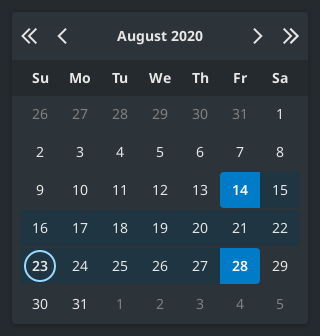 August 2020
Su Mo Tu We Th Fr Sa
26 27 28 29 30 31 1
2 3 4 5 6 7 8
9 10 11 12 13 14 15
16 17 18 19 20 21 22
23 24 25 26 27 28 29
30 31 1 2 3 4 5